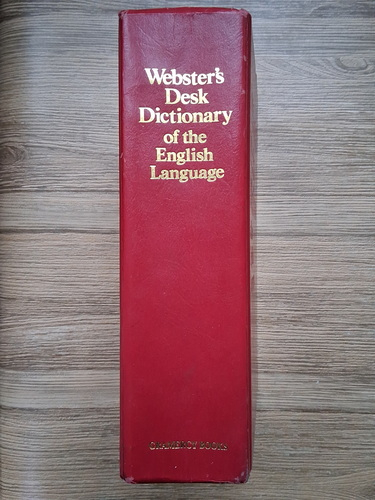 Webster's
Desk
Dictionary
of the
English
Language
GRAMERCY BOOKS